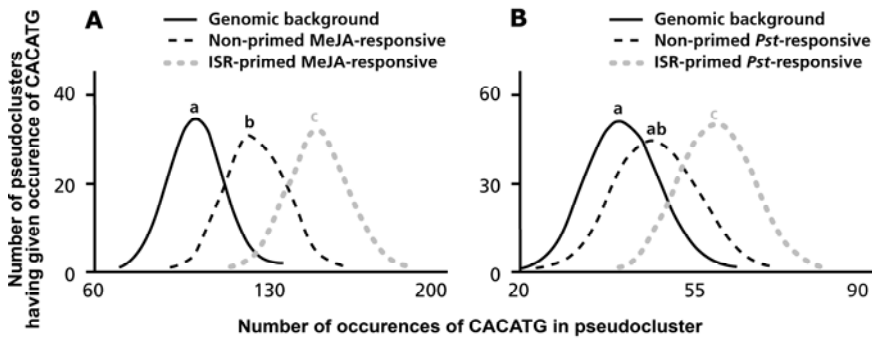 A
Genomic background
Non-primed MeJA-responsive
ISR-primed MeJA-responsive
B
Genomic background
Non-primed Pst-responsive
ISR-primed Pst-responsive
Number of pseudoclusters
having given occurence of CACATG
40
20
0
a
b
c
60
130
200
60
30
0
a
ab
c
20
55
90
Number of occurences of CACATG in pseudocluster